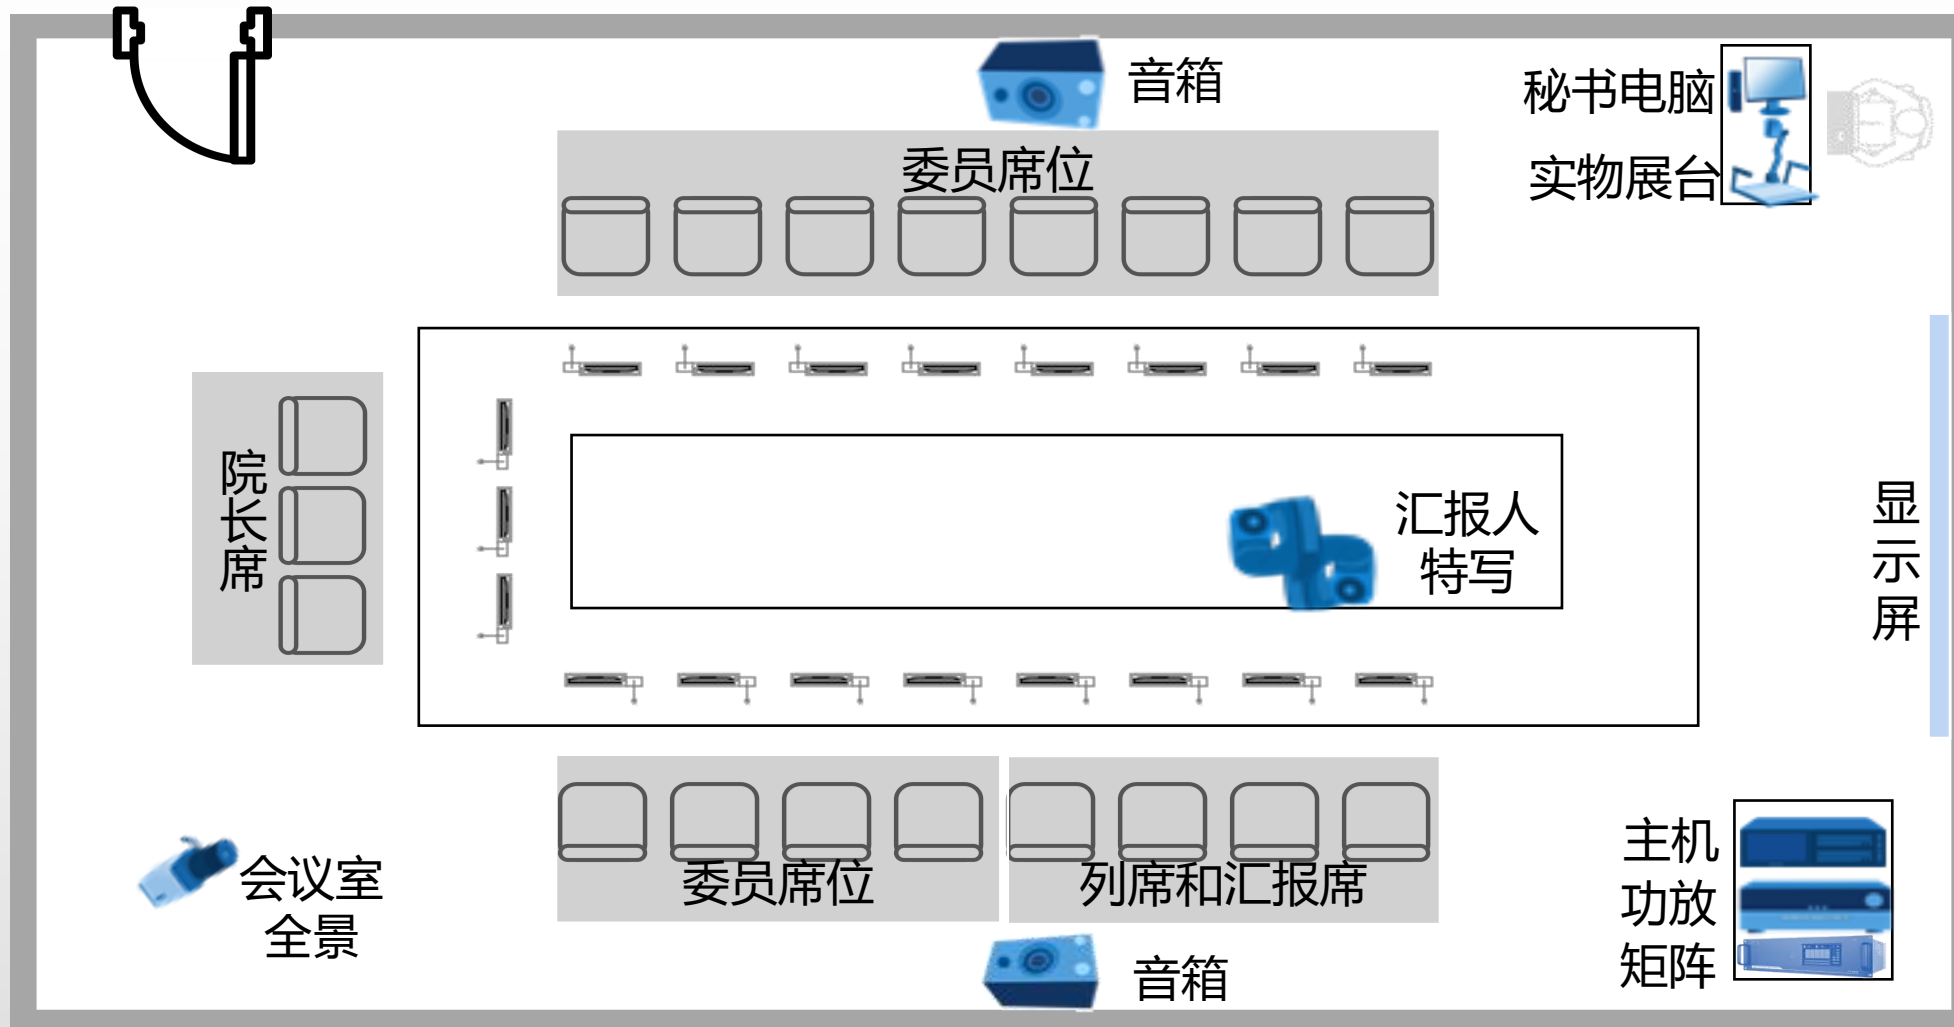 音箱
秘书电脑
实物展台
委员席位
院长席
汇报人
特写
显示屏
委员席位
列席和汇报席
会议室
全景
音箱
主机
功放
矩阵